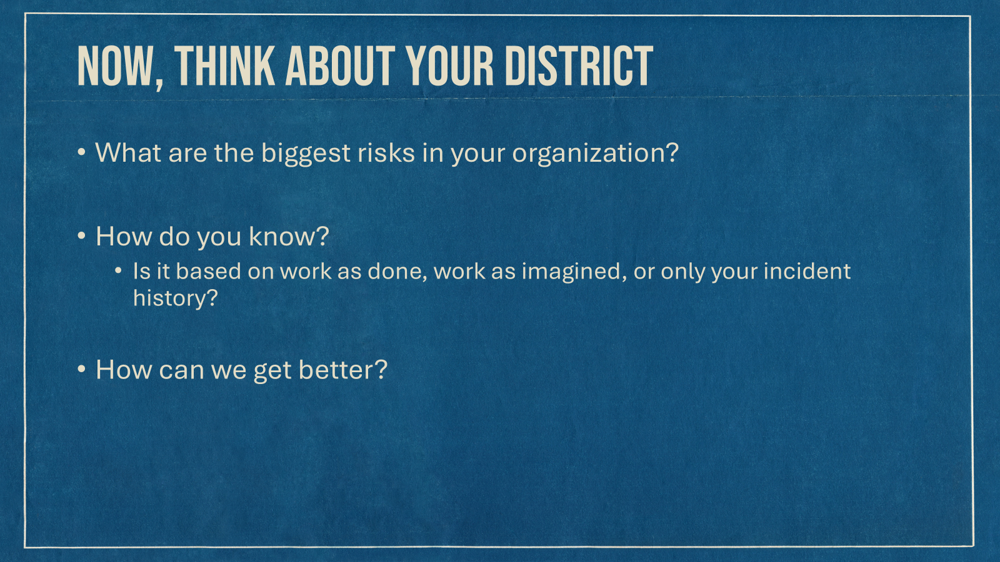 NOW, THINK ABOUT YOUR DISTRICT
• What are the biggest risks in your organization?
• How do you know?
• Is it based on work as done, work as imagined, or only your incident
history?
• How can we get better?